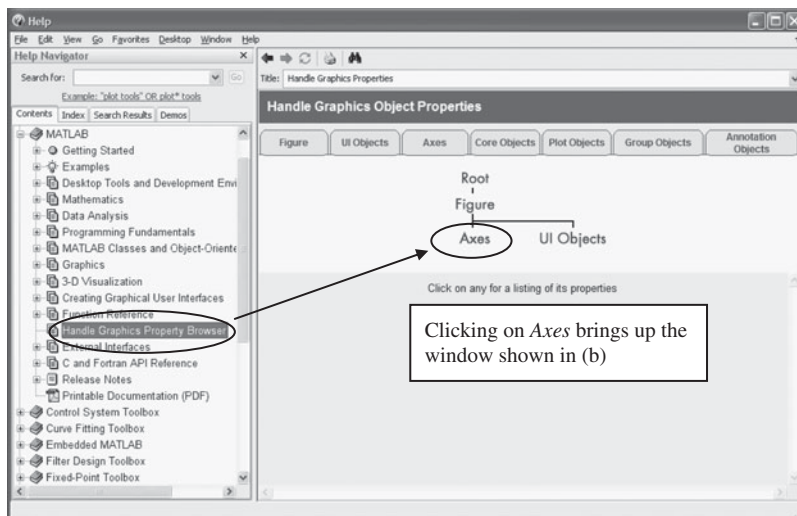 Help
File Edit View Go Favorites Desktop Window Help
Help Navigator
Search for:
Go
Example: "plot tools" OR plot* tools
Contents Index Search Results Demos
MATLAB
Getting Started
Examples
Desktop Tools and Development Envi
Mathematics
Data Analysis
Programming Fundamentals
MATLAB Classes and Object-Oriente
Graphics
3-D Visualization
Creating Graphical User Interfaces
Function Reference
Handle Graphics Property Browser
External Interfaces
C and Fortran API Reference
Release Notes
Printable Documentation (PDF)
Control System Toolbox
Curve Fitting Toolbox
Embedded MATLAB
Filter Design Toolbox
Fixed-Point Toolbox
Title: Handle Graphics Properties
Handle Graphics Object Properties
Figure UI Objects Axes Core Objects Plot Objects Group Objects Annotation Objects
Root
Figure
Axes UI Objects
Click on any for a listing of its properties
Clicking on Axes brings up the
window shown in (b)